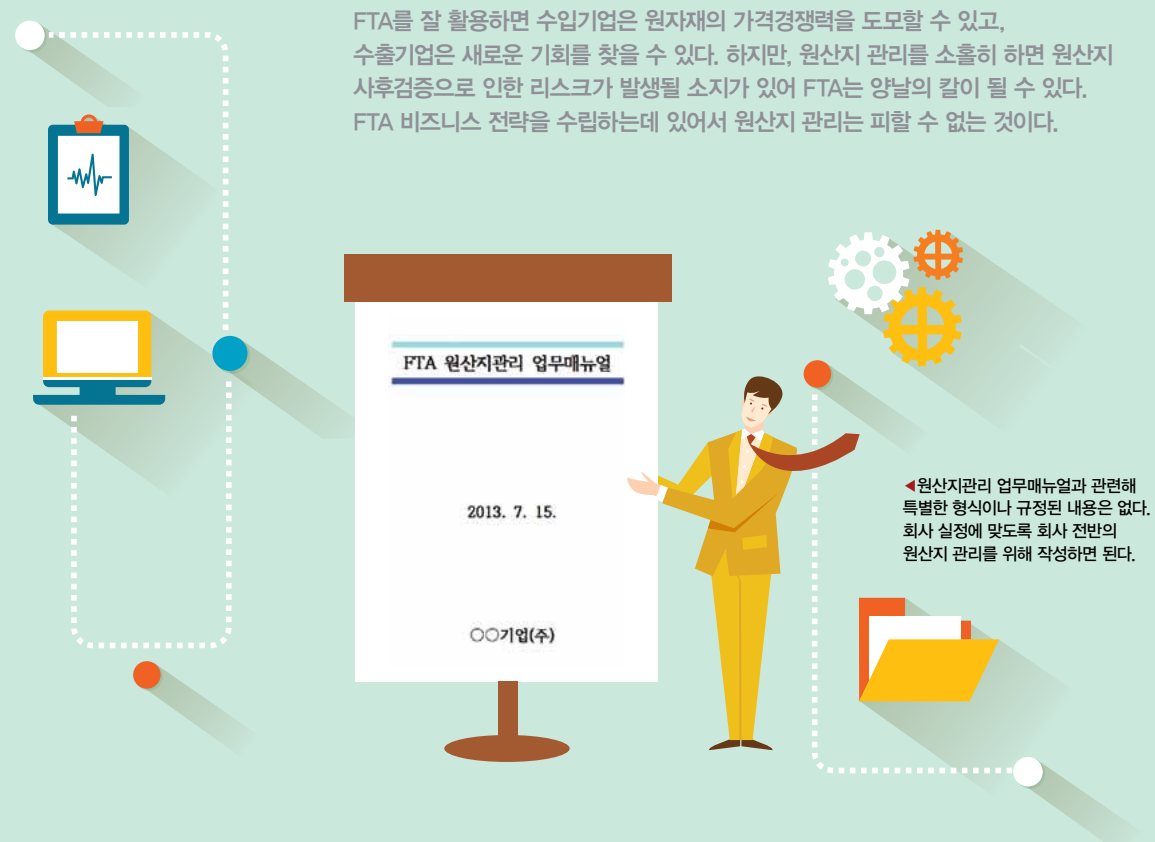 FTA를 잘 활용하면 수입기업은 원자재의 가격경쟁력을 도모할 수 있고,
수출기업은 새로운 기회를 찾을 수 있다. 하지만, 원산지 관리를 소홀히 하면 원산지
사후검증으로 인한 리스크가 발생될 소지가 있어 FTA는 양날의 칼이 될 수 있다.
FTA 비즈니스 전략을 수립하는데 있어서 원산지 관리는 피할 수 없는 것이다.
FTA 원산지관리 업무매뉴얼
2013. 7. 15.
○○기업(주)
◀원산지관리 업무매뉴얼과 관련해
특별한 형식이나 규정된 내용은 없다.
회사 실정에 맞도록 회사 전반의
원산지 관리를 위해 작성하면 된다.